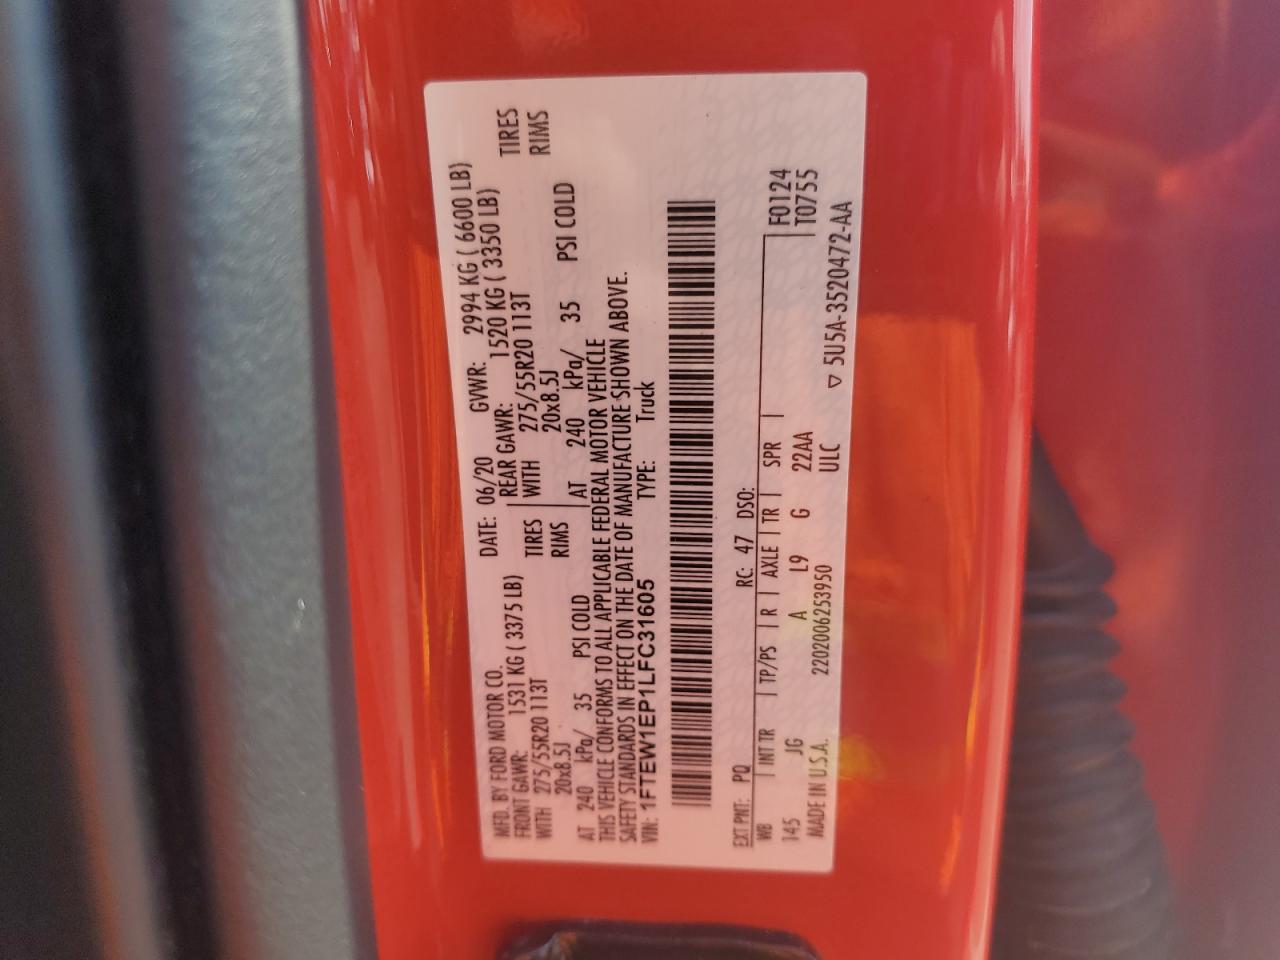 MFD. BY FORD MOTOR CO. DATE: 06/20 GVWR: 2994 KG ( 6600 LB)
FRONT GAWR: 1531 KG ( 3375 LB) REAR GAWR: 1520 KG ( 3350 LB)
WITH 275/55R20 113T TIRES WITH 275/55R20 113T TIRES
20x8.5J RIMS 20x8.5J RIMS
AT 240 kPa/ 35 PSI COLD AT 240 kPa/ 35 PSI COLD
THIS VEHICLE CONFORMS TO ALL APPLICABLE FEDERAL MOTOR VEHICLE
SAFETY STANDARDS IN EFFECT ON THE DATE OF MANUFACTURE SHOWN ABOVE.
VIN: 1FTEW1EP1LFC31605 TYPE: Truck
EXT PNT: PQ RC: 47 DSO:
WB INT TR TP/PS R AXLE TR SPR F0124
145 JG A L9 G 22AA T0755
MADE IN U.S.A. 2202006253950 ULC ▽ 5U5A-3520472-AA